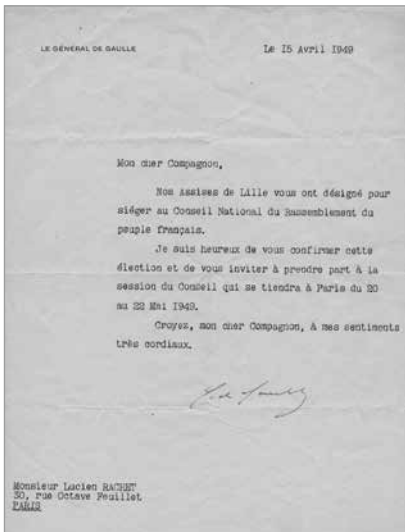 LE GÉNÉRAL DE GAULLE
Le 15 Avril 1949
Mon cher Compagnon,
Nos Assises de Lille vous ont désigné pour
siéger au Conseil National du Rassemblement du
peuple français.
Je suis heureux de vous confirmer cette
élection et de vous inviter à prendre part à la
session du Conseil qui se tiendra à Paris du 20
au 22 Mai 1949.
Croyez, mon cher Compagnon, à mes sentiments
très cordiaux.
Monsieur Lucien RACHET
30, rue Octave Feuillet
PARIS